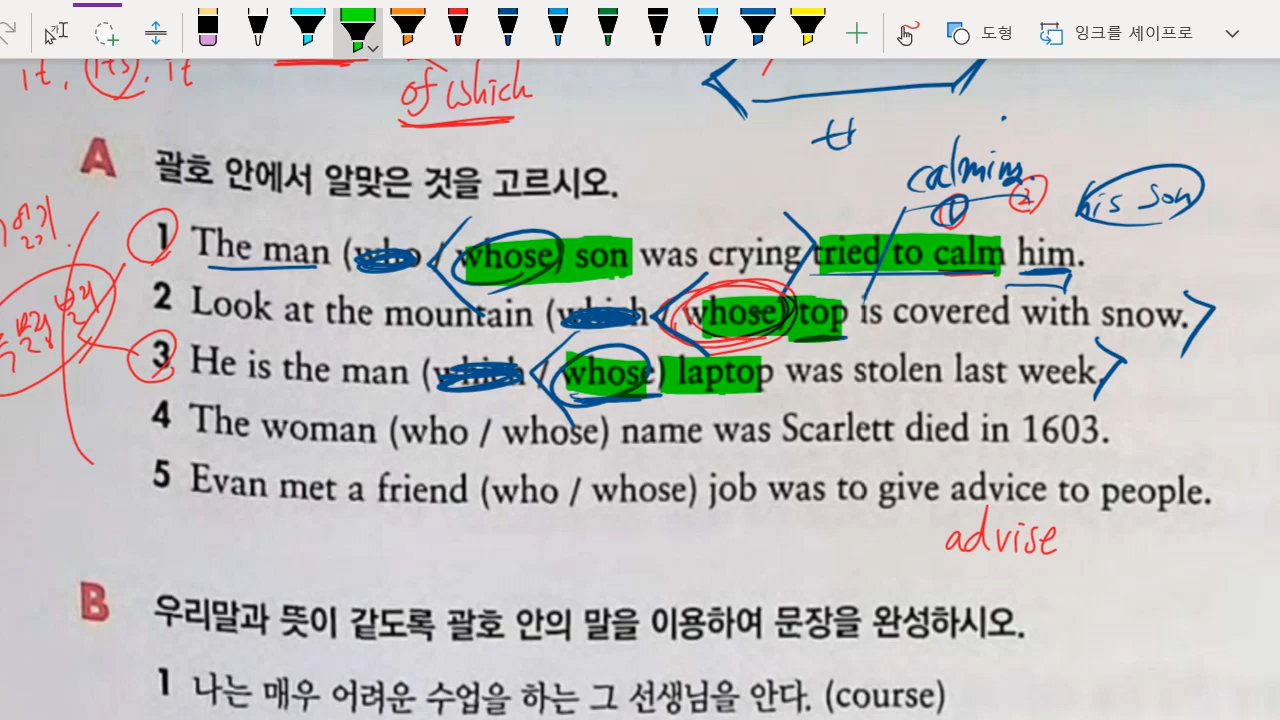 도형
잉크를 셰이프로
it, its, it
of which
A 괄호 안에서 알맞은 것을 고르시오.
calming.
① ②
his son
1 The man (who / whose) son was crying tried to calm him.
2 Look at the mountain (which / whose) top is covered with snow.
3 He is the man (which / whose) laptop was stolen last week.
4 The woman (who / whose) name was Scarlett died in 1603.
5 Evan met a friend (who / whose) job was to give advice to people.
advise
B 우리말과 뜻이 같도록 괄호 안의 말을 이용하여 문장을 완성하시오.
1 나는 매우 어려운 수업을 하는 그 선생님을 안다. (course)